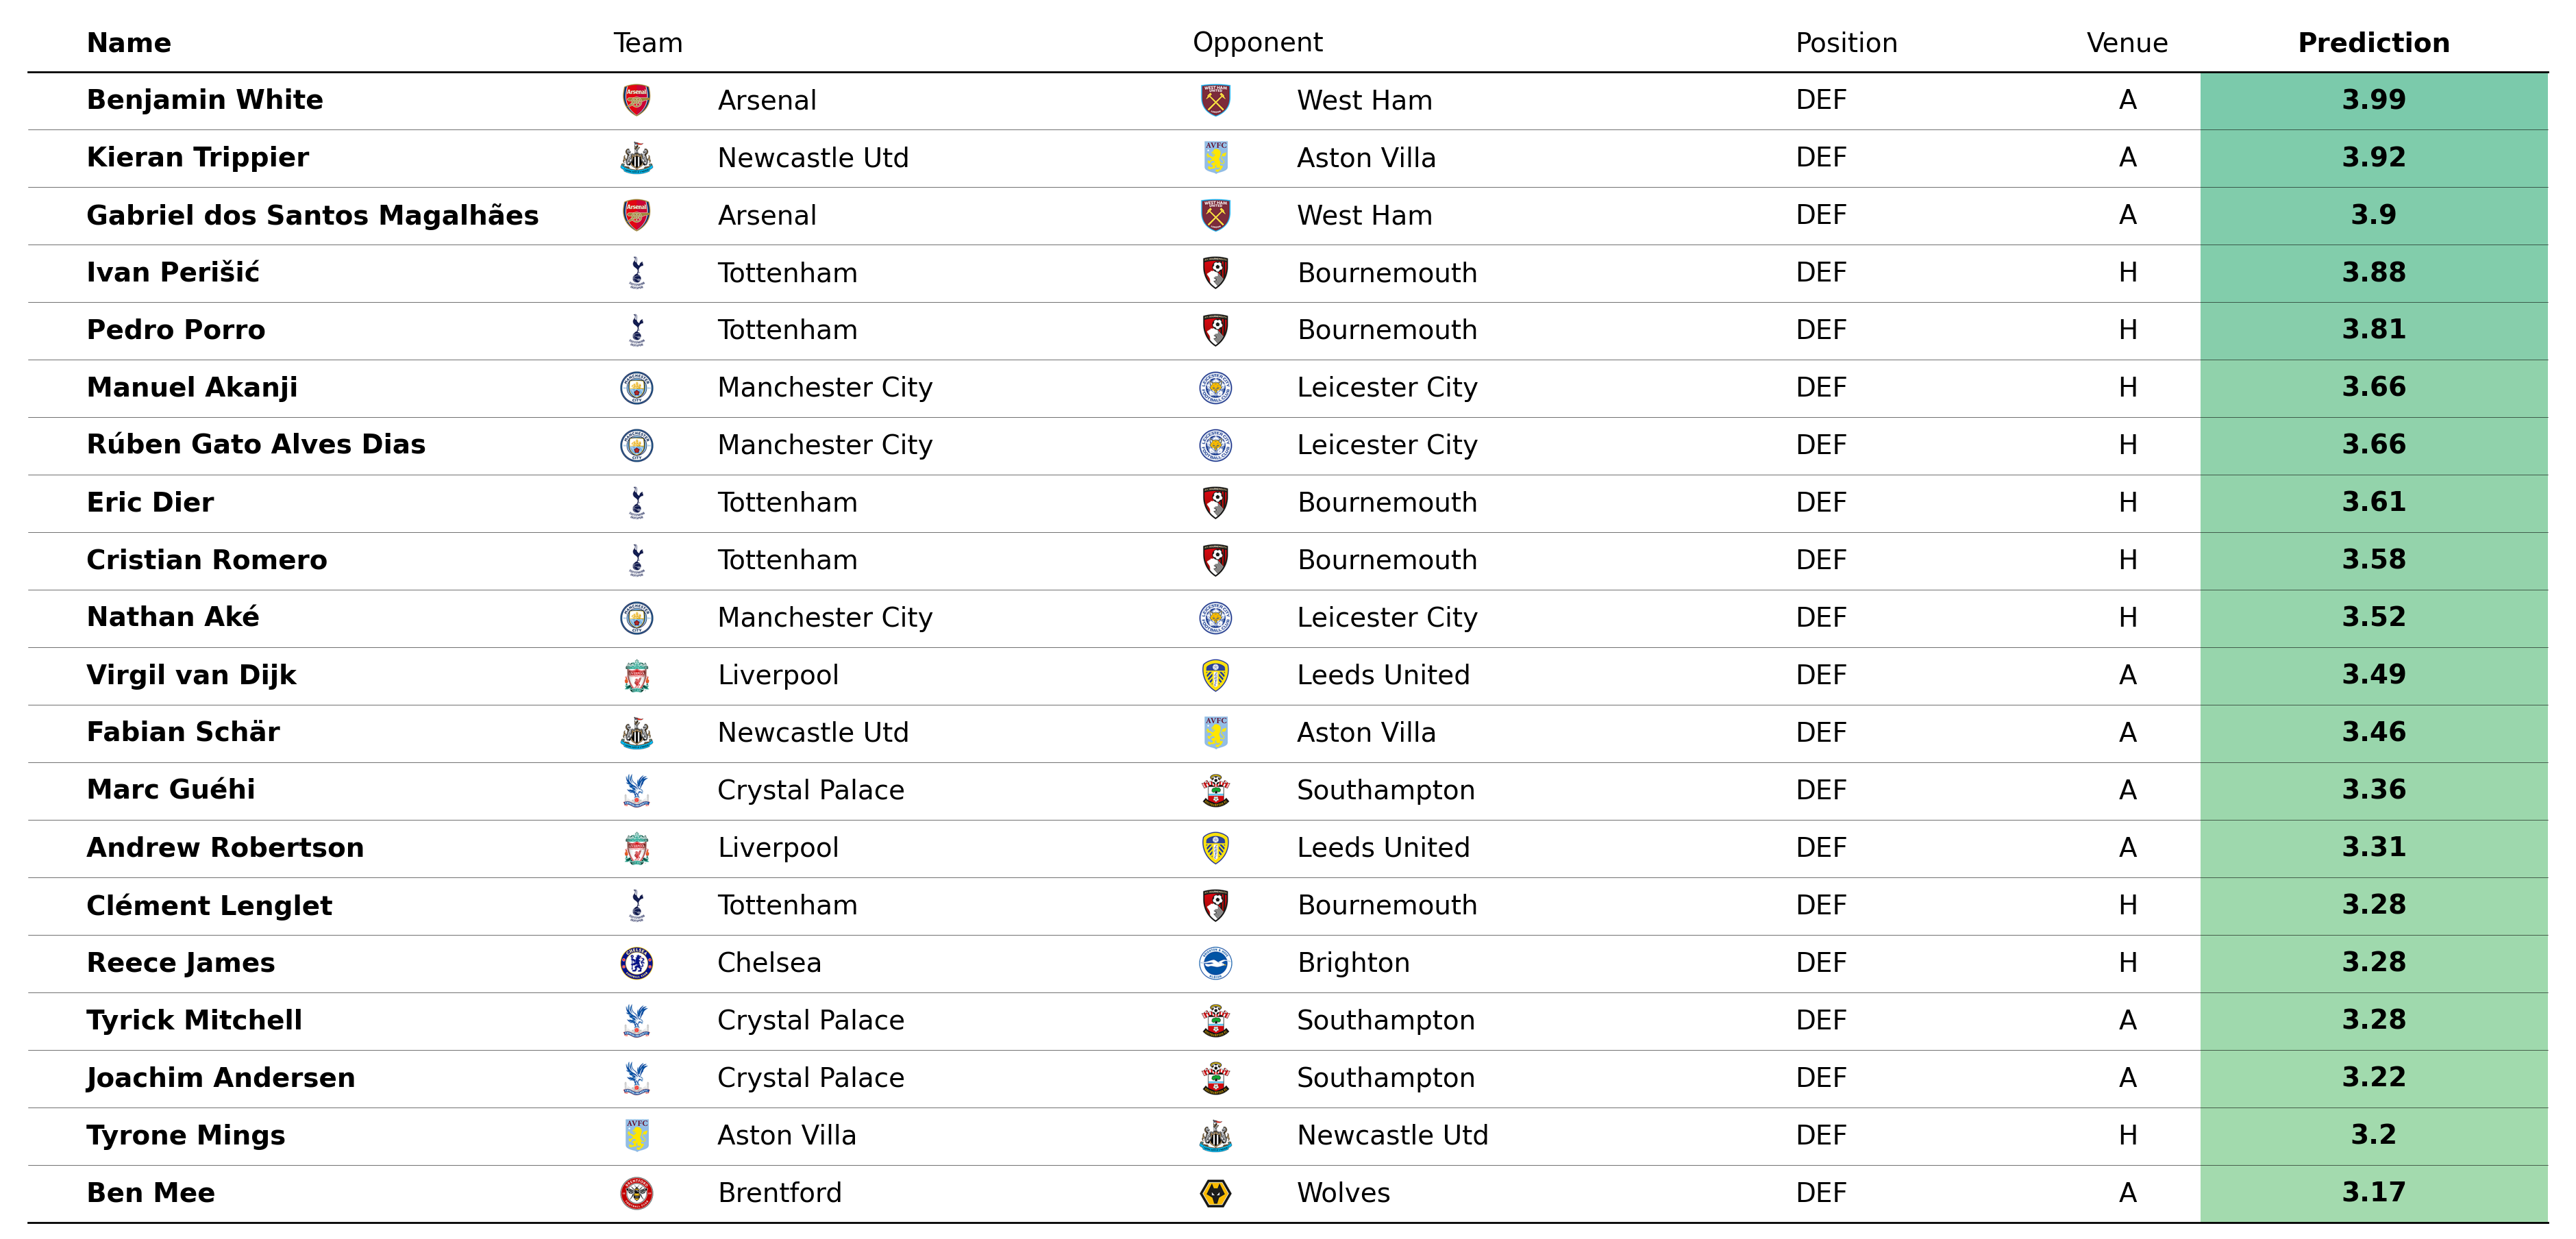 Name Team Opponent Position Venue Prediction
Benjamin White Arsenal West Ham DEF A 3.99
Kieran Trippier Newcastle Utd Aston Villa DEF A 3.92
Gabriel dos Santos Magalhães Arsenal West Ham DEF A 3.9
Ivan Perišić Tottenham Bournemouth DEF H 3.88
Pedro Porro Tottenham Bournemouth DEF H 3.81
Manuel Akanji Manchester City Leicester City DEF H 3.66
Rúben Gato Alves Dias Manchester City Leicester City DEF H 3.66
Eric Dier Tottenham Bournemouth DEF H 3.61
Cristian Romero Tottenham Bournemouth DEF H 3.58
Nathan Aké Manchester City Leicester City DEF H 3.52
Virgil van Dijk Liverpool Leeds United DEF A 3.49
Fabian Schär Newcastle Utd Aston Villa DEF A 3.46
Marc Guéhi Crystal Palace Southampton DEF A 3.36
Andrew Robertson Liverpool Leeds United DEF A 3.31
Clément Lenglet Tottenham Bournemouth DEF H 3.28
Reece James Chelsea Brighton DEF H 3.28
Tyrick Mitchell Crystal Palace Southampton DEF A 3.28
Joachim Andersen Crystal Palace Southampton DEF A 3.22
Tyrone Mings Aston Villa Newcastle Utd DEF H 3.2
Ben Mee Brentford Wolves DEF A 3.17